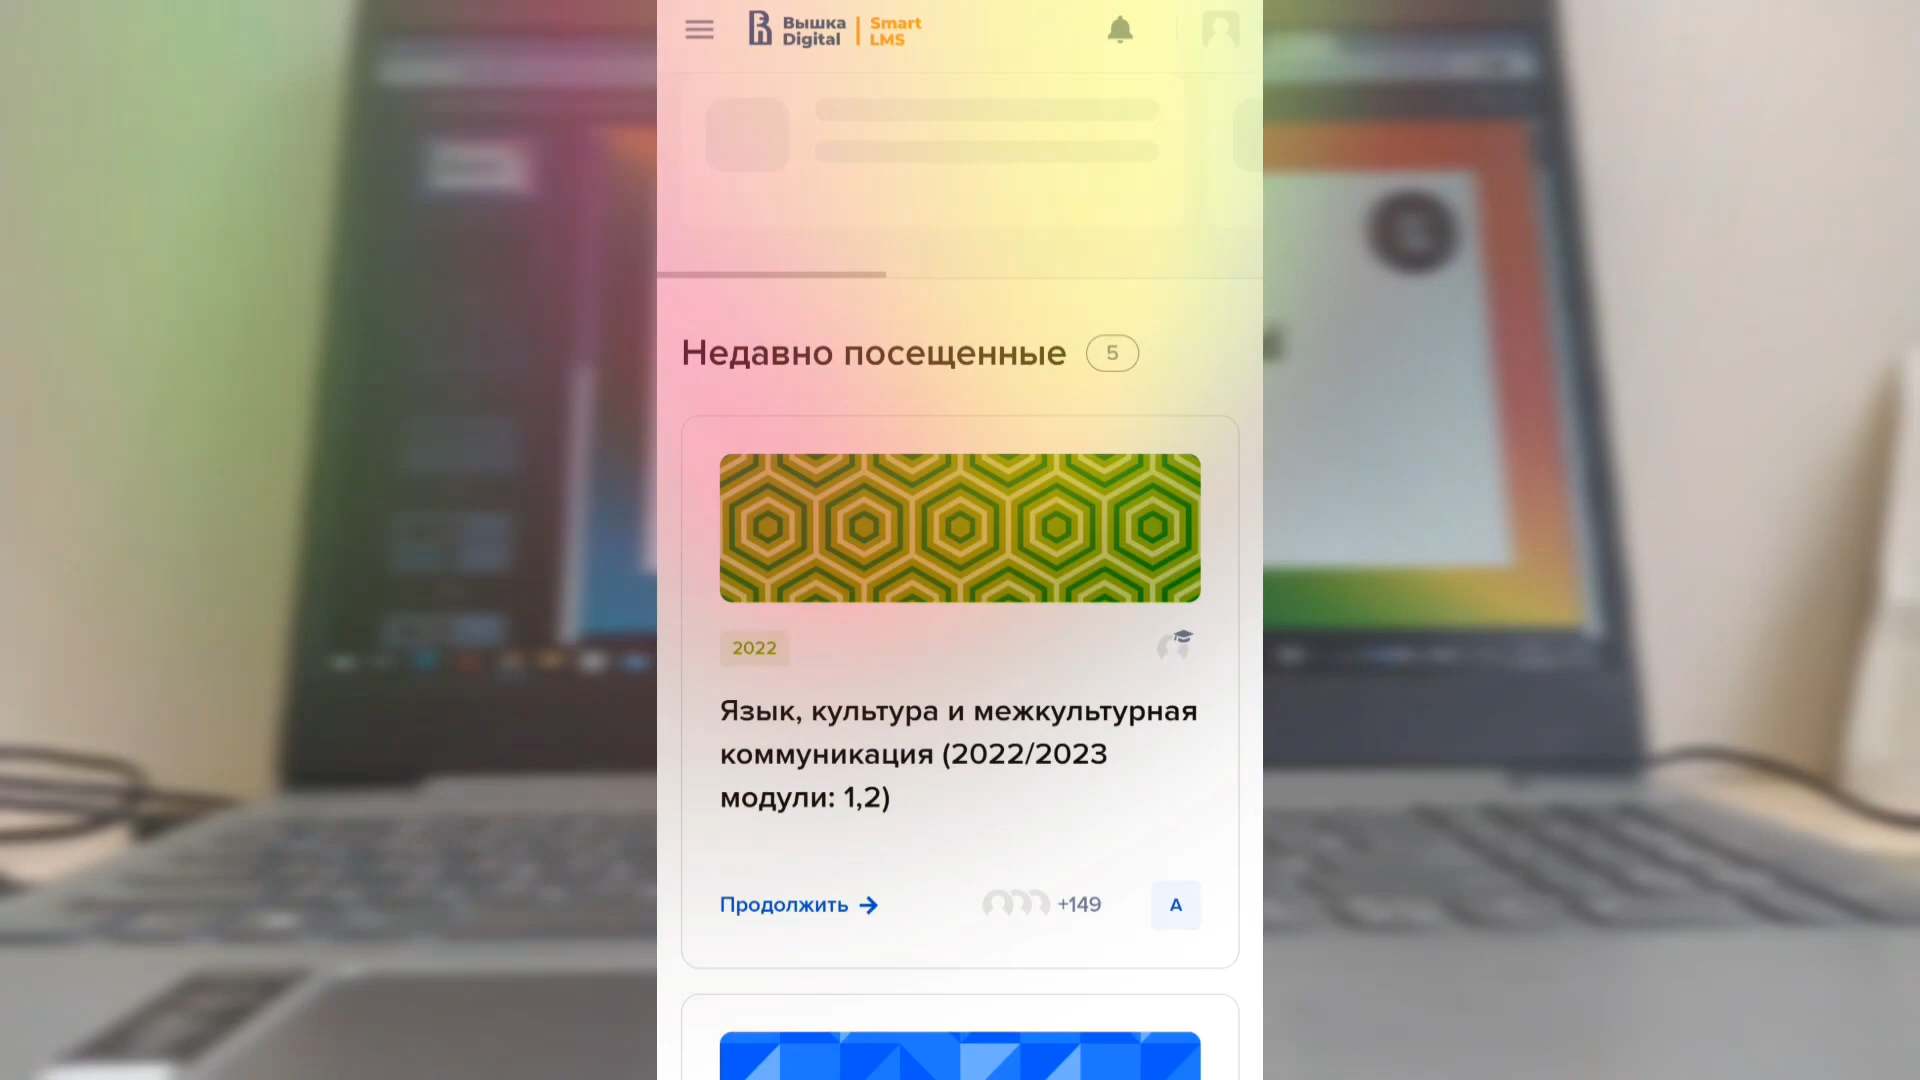 Вышка
Digital
Smart
LMS
Недавно посещенные 5
2022
Язык, культура и межкультурная
коммуникация (2022/2023
модули: 1,2)
Продолжить → +149 A